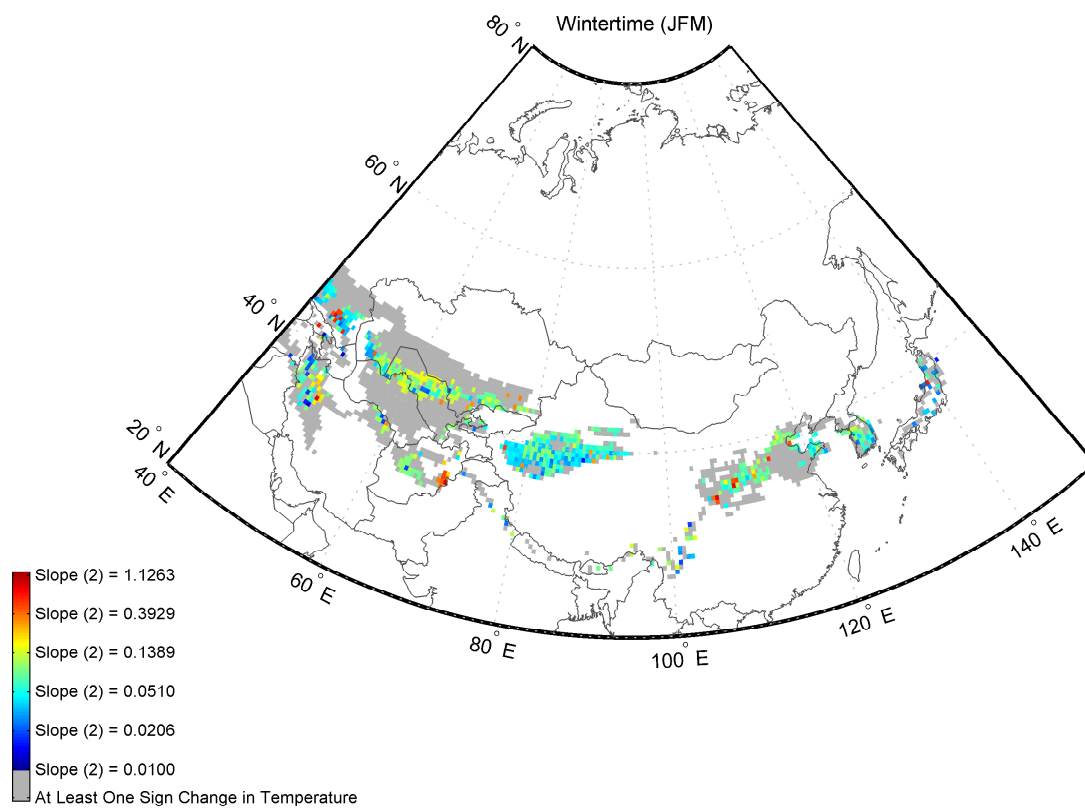 Wintertime (JFM)
80° N
60° N
40° N
20° N
40° E
60° E
80° E
100° E
120° E
140° E
Slope (2) = 1.1263
Slope (2) = 0.3929
Slope (2) = 0.1389
Slope (2) = 0.0510
Slope (2) = 0.0206
Slope (2) = 0.0100
At Least One Sign Change in Temperature